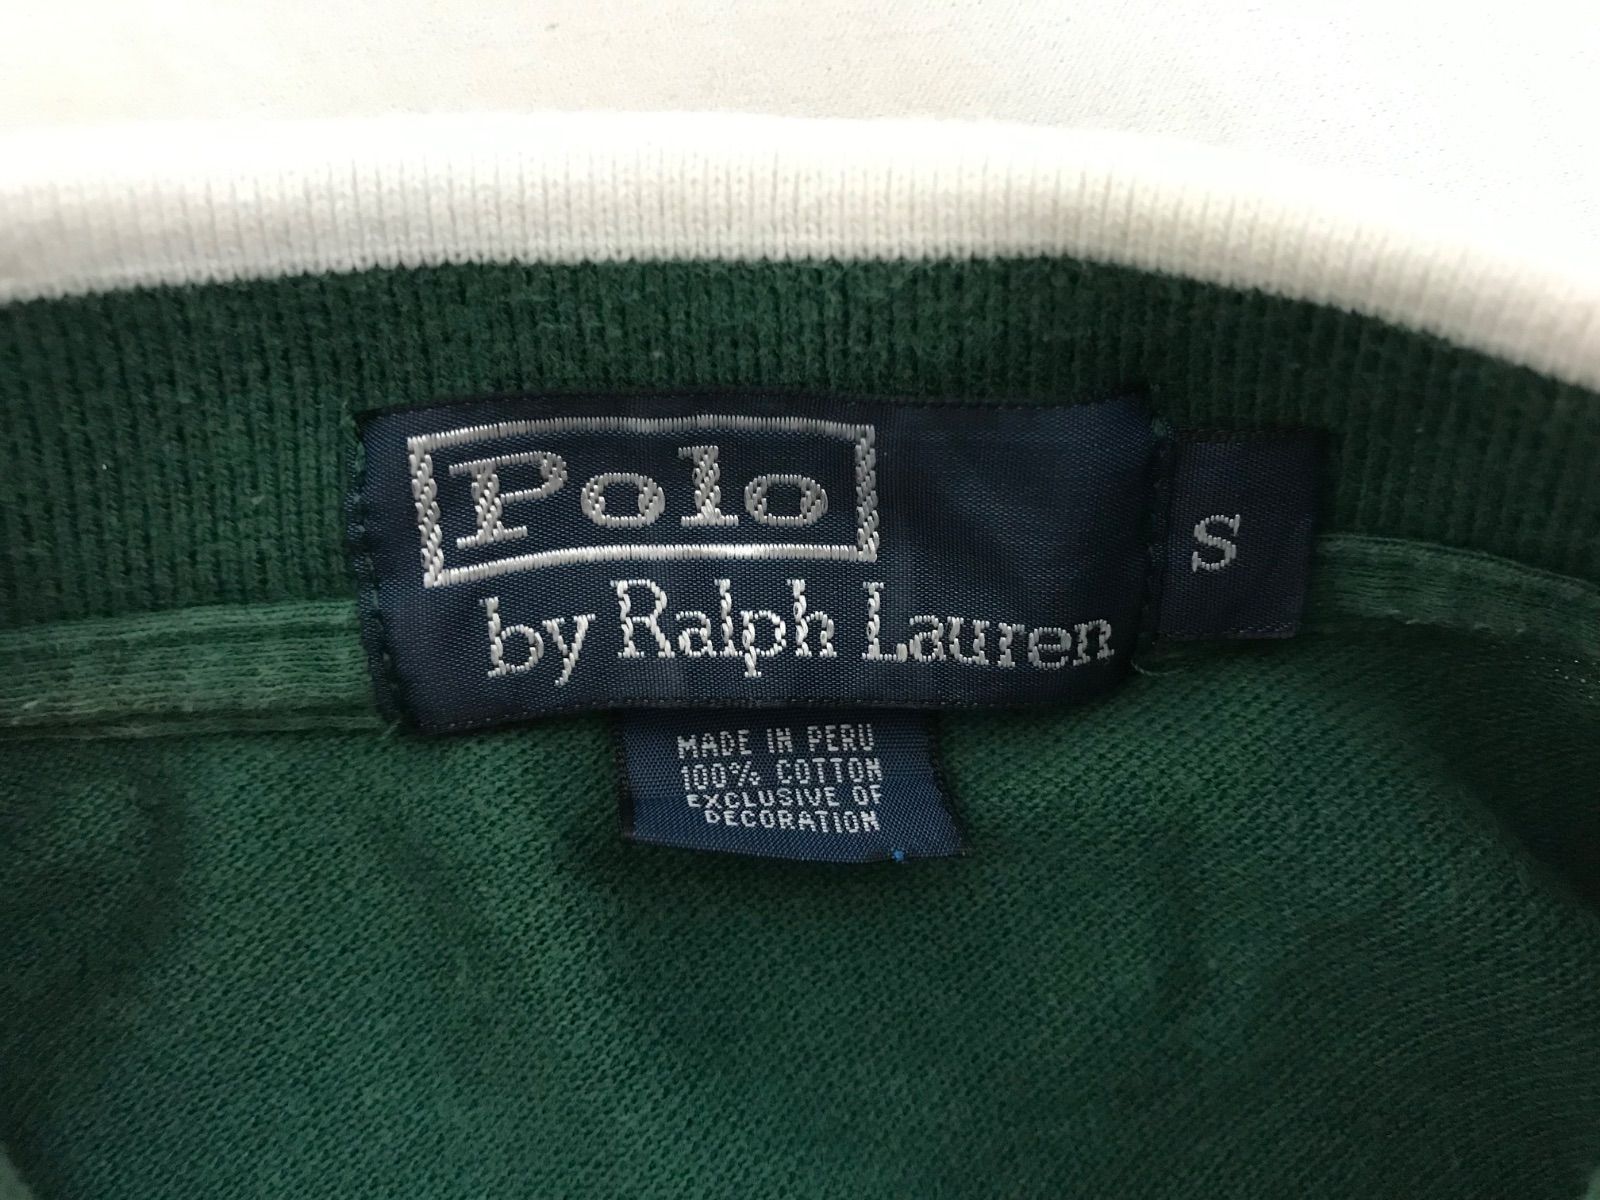 Polo
by Ralph Lauren
S
MADE IN PERU
100% COTTON
EXCLUSIVE OF
DECORATION